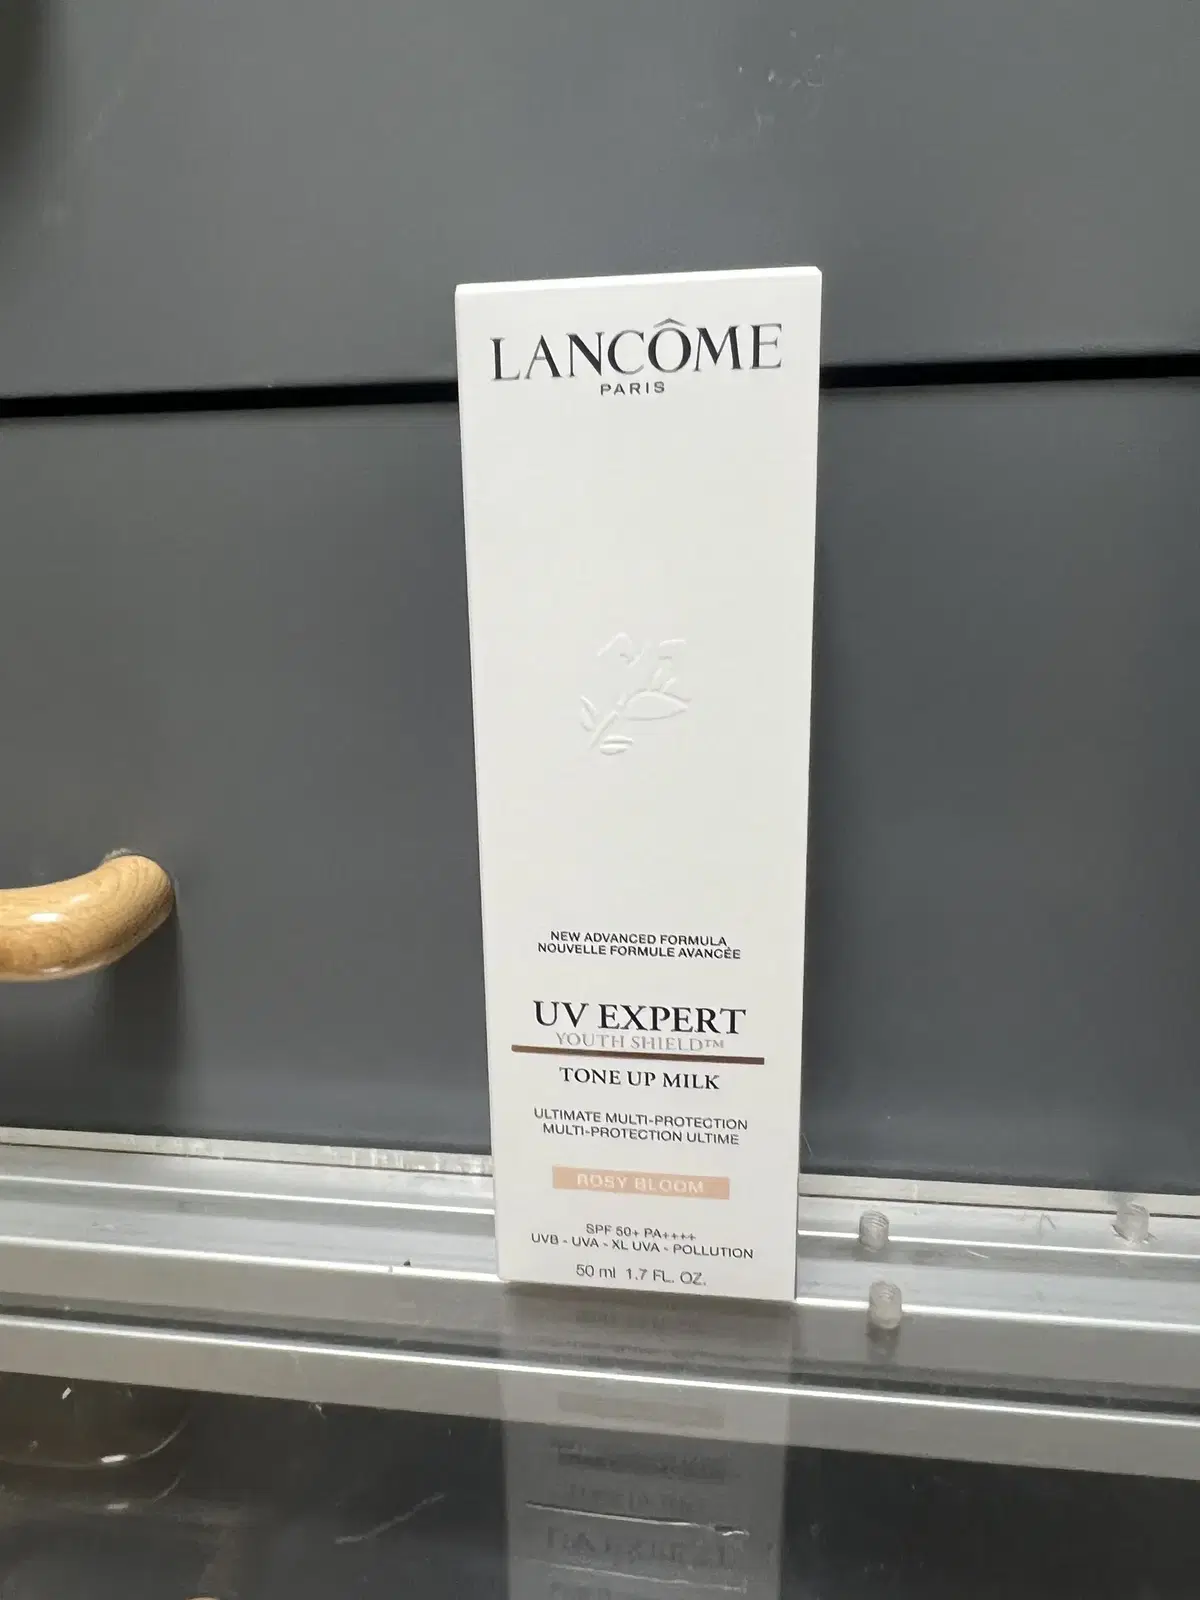 LANCÔME
PARIS
NEW ADVANCED FORMULA
NOUVELLE FORMULE AVANCÉE
UV EXPERT
YOUTH SHIELD™
TONE UP MILK
ULTIMATE MULTI-PROTECTION
MULTI-PROTECTION ULTIME
ROSY BLOOM
SPF 50+ PA++++
UVB - UVA - XL UVA - POLLUTION
50 ml 1.7 FL. OZ.